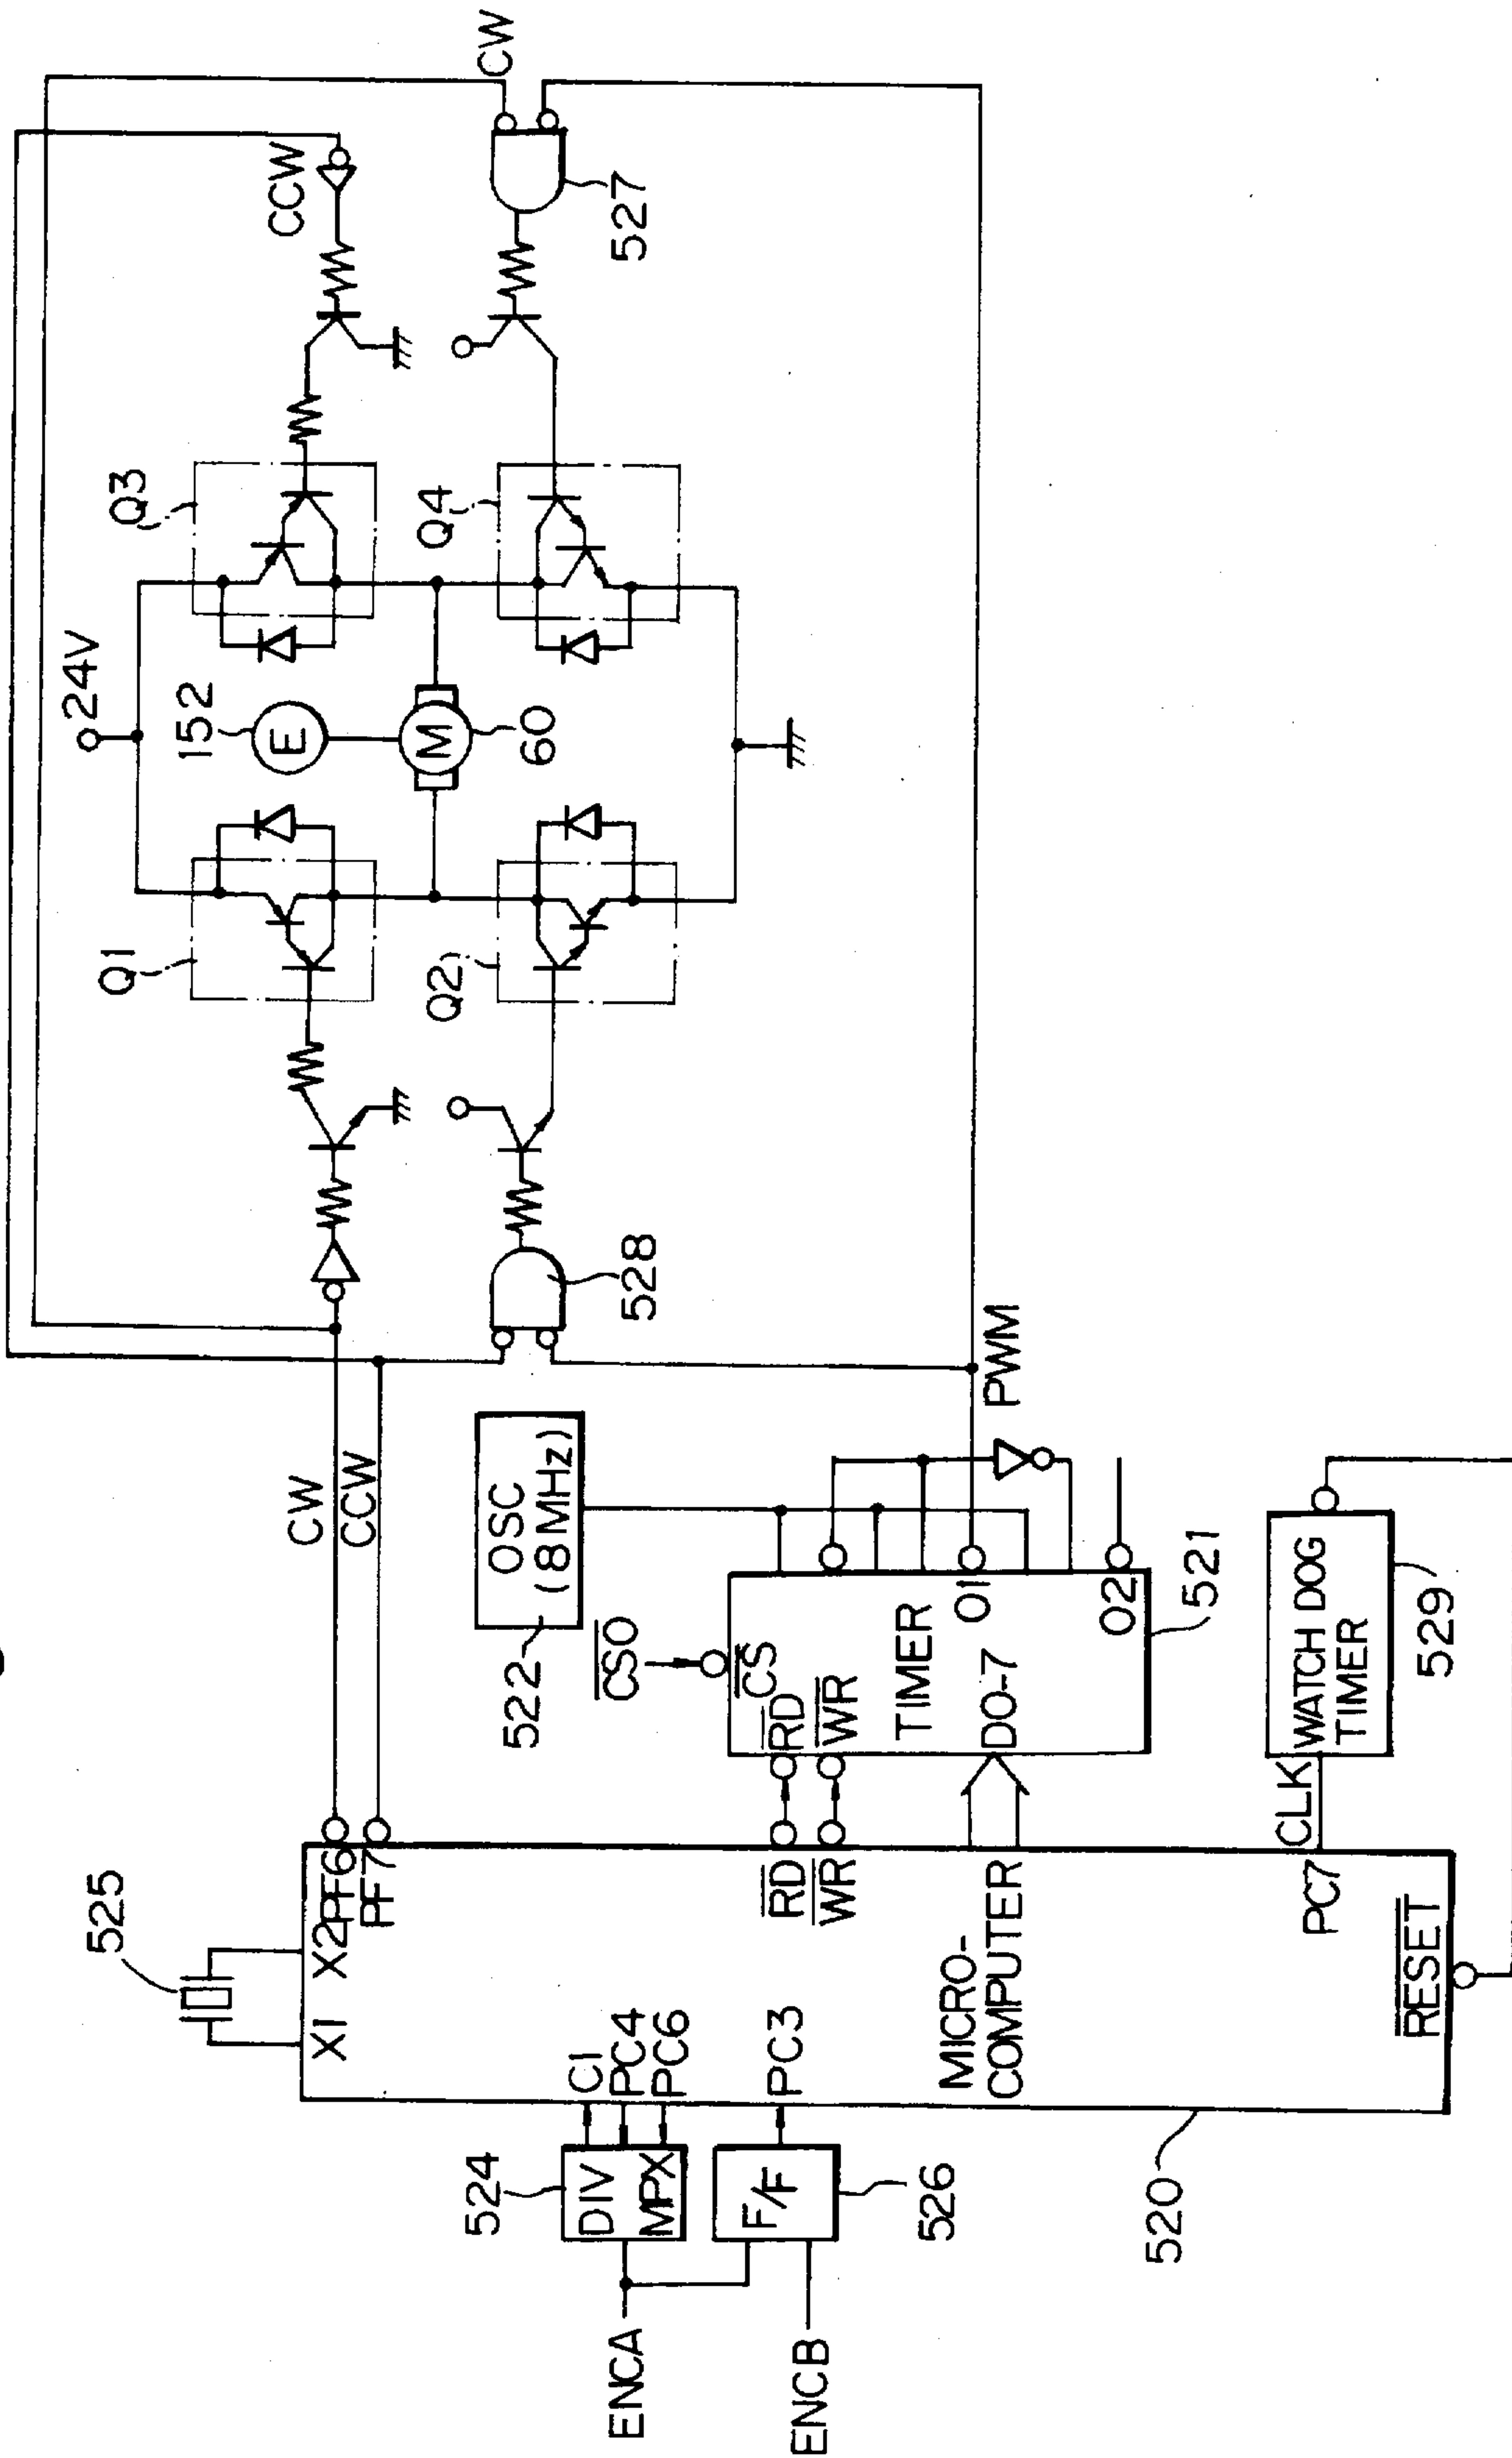 24V
152
E
M
60
Q1
Q2
Q3
Q4
CCW
CW
527
528
CW
CCW
PWM
OSC
(8MHz)
522
CS0
CS
RD
WR
TIMER
D0-7
O1
O2
521
WATCH DOG
TIMER
529
CLK
525
X1
X2
PF6
PF7
RD
WR
MICRO-
COMPUTER
PC7
RESET
C1
PC4
PC6
PC3
520
524
DIV
MPX
F/F
526
ENCA
ENCB